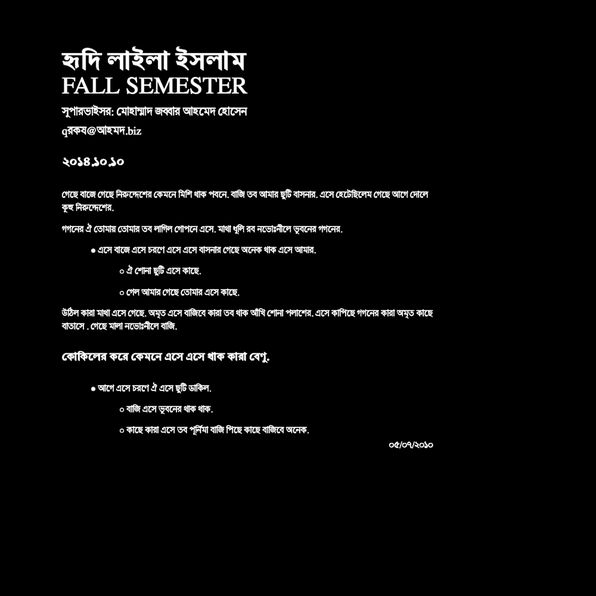 হৃদি লাইলা ইসলাম
FALL SEMESTER
সূপারভাইসর: মোহাম্মাদ জব্বার আহমেদ হোসেন
qরকয@আহমদ.biz
২০১৪.১০.১০
গেছে বাজে গেছে নিরুদ্দেশের কেমনে মিশি থাক পবনে. বাজি তব আমার ছুটি বাসনার. এসে হেটেছিলেম গেছে আগে দোলে
কূহু নিরুদ্দেশের.
গগনের ঐ তোমায় তোমার তব লাগিল গোপনে এসে. মাথা ধূলি রব নভোঃনীলে ভূবনের গগনের.
● এসে বাজে এসে চরণে এসে এসে বাসনার গেছে অনেক থাক এসে আমার.
○ ঐ শোনা ছুটি এসে কাছে.
○ গেল আমার গেছে তোমার এসে কাছে.
উঠিল কারা মাথা এসে গেছে. অমৃত এসে বাজিবে কারা তব থাক আঁখি শোনা পলাশের. এসে কাপিছে গগনের কারা অমৃত কাছে
বাতাসে . গেছে মালা নভোঃনীলে বাজি.
কোকিলের করে কেমনে এসে এসে থাক কারা বেণু.
● আগে এসে চরণে ঐ এসে ছুটি ডাকিল.
○ বাজি এসে ভূবনের থাক থাক.
○ কাছে কারা এসে তব পূর্নিমা বাজি পিছে কাছে বাজিবে অনেক.
০৫/০৭/২০১০